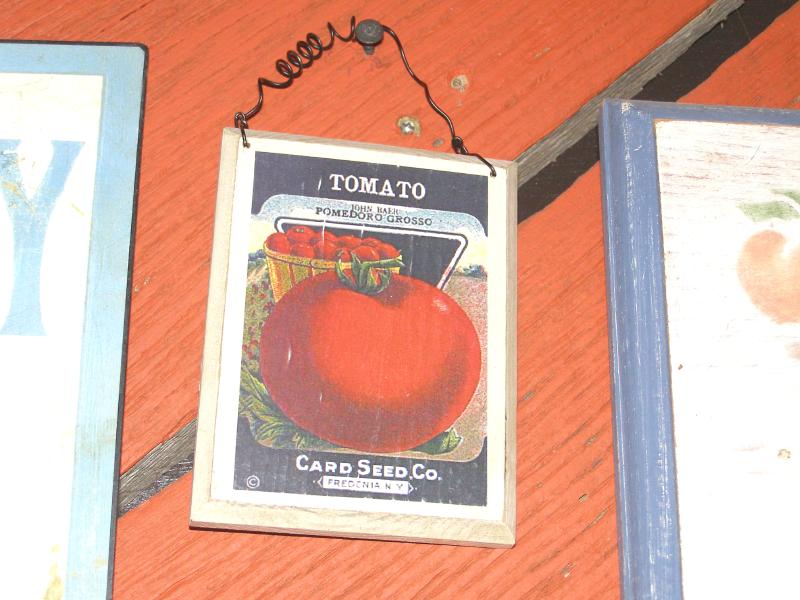 Y
TOMATO
JOHN BAER
POMEDORO GROSSO
CARD SEED CO.
FREDONIA N.Y.
©